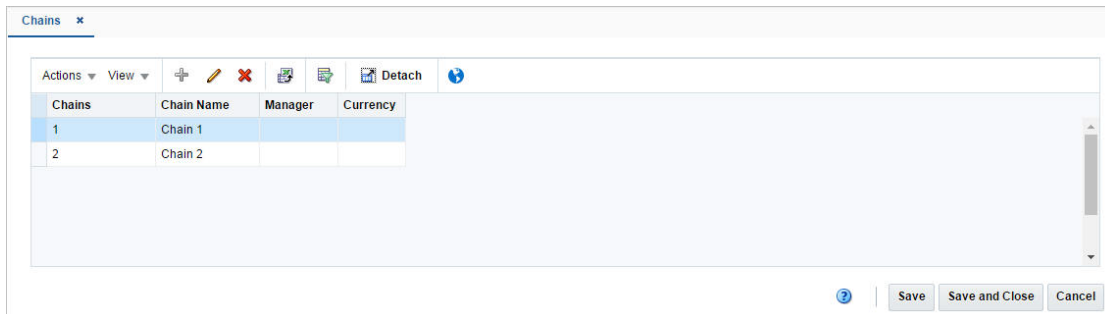 Chains ×
Actions View Detach
Chains Chain Name Manager Currency
1 Chain 1
2 Chain 2
? Save Save and Close Cancel